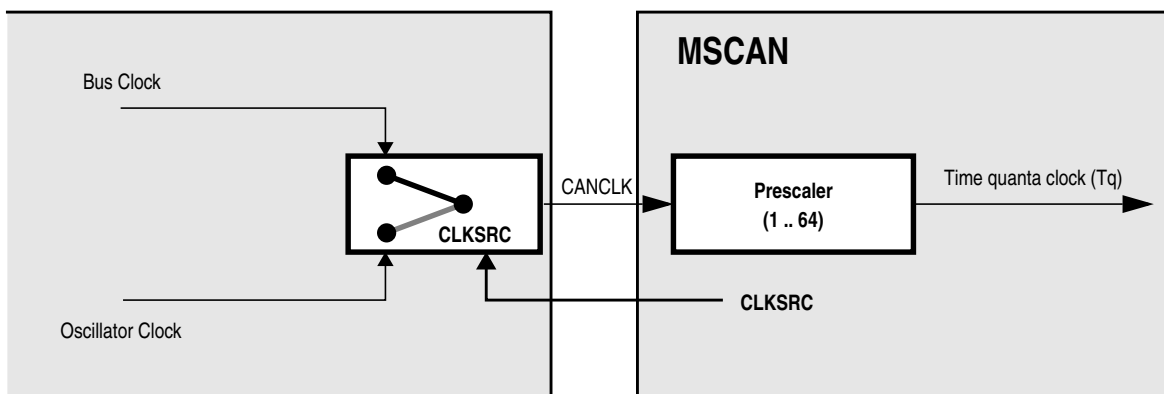 MSCAN
Bus Clock
CANCLK
Prescaler
(1 .. 64)
Time quanta clock (Tq)
CLKSRC
CLKSRC
Oscillator Clock